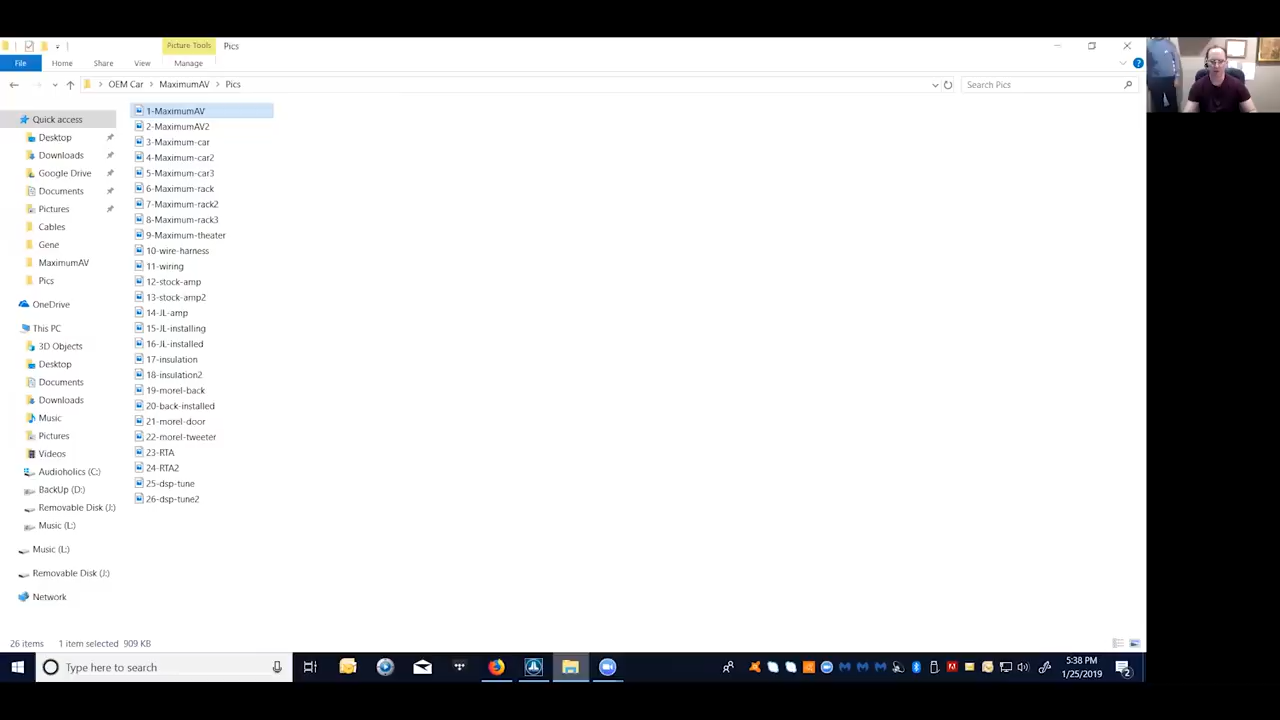 Picture Tools
Pics
File
Home
Share
View
Manage
OEM Car
MaximumAV
Pics
Search Pics
Quick access
Desktop
Downloads
Google Drive
Documents
Pictures
Cables
Gene
MaximumAV
Pics
OneDrive
This PC
3D Objects
Desktop
Documents
Downloads
Music
Pictures
Videos
Audioholics (C:)
BackUp (D:)
Removable Disk (J:)
Music (L:)
Music (L:)
Removable Disk (J:)
Network
1-MaximumAV
2-MaximumAV2
3-Maximum-car
4-Maximum-car2
5-Maximum-car3
6-Maximum-rack
7-Maximum-rack2
8-Maximum-rack3
9-Maximum-theater
10-wire-harness
11-wiring
12-stock-amp
13-stock-amp2
14-JL-amp
15-JL-installing
16-JL-installed
17-insulation
18-insulation2
19-morel-back
20-back-installed
21-morel-door
22-morel-tweeter
23-RTA
24-RTA2
25-dsp-tune
26-dsp-tune2
26 items
1 item selected 909 KB
Type here to search
5:38 PM
1/25/2019
2